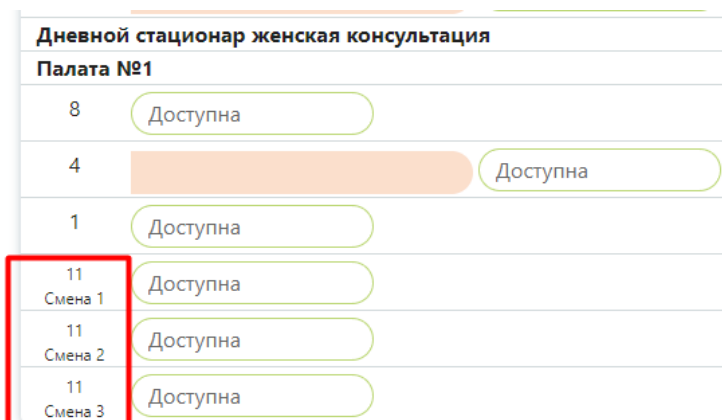 Дневной стационар женская консультация
Палата №1
8 Доступна
4 Доступна
1 Доступна
11
Смена 1 Доступна
11
Смена 2 Доступна
11
Смена 3 Доступна